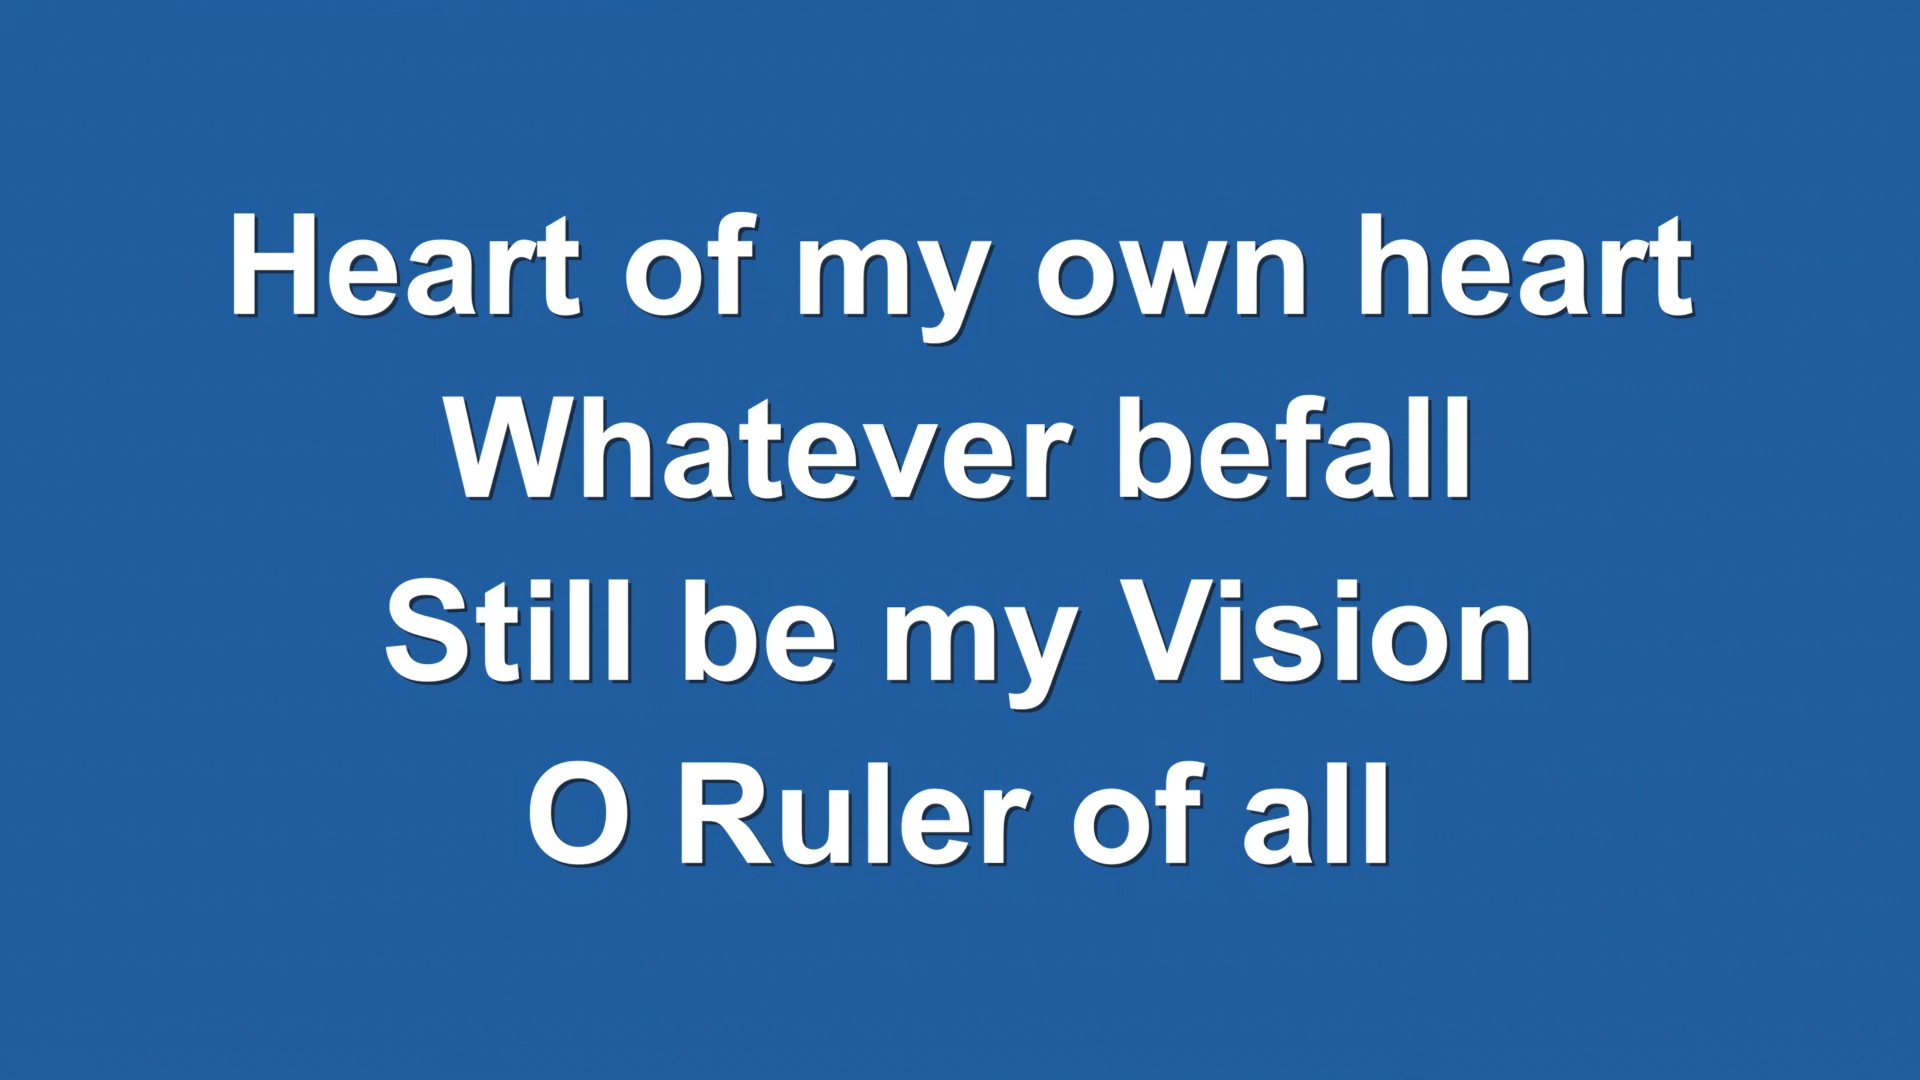 Heart of my own heart
Whatever befall
Still be my Vision
O Ruler of all